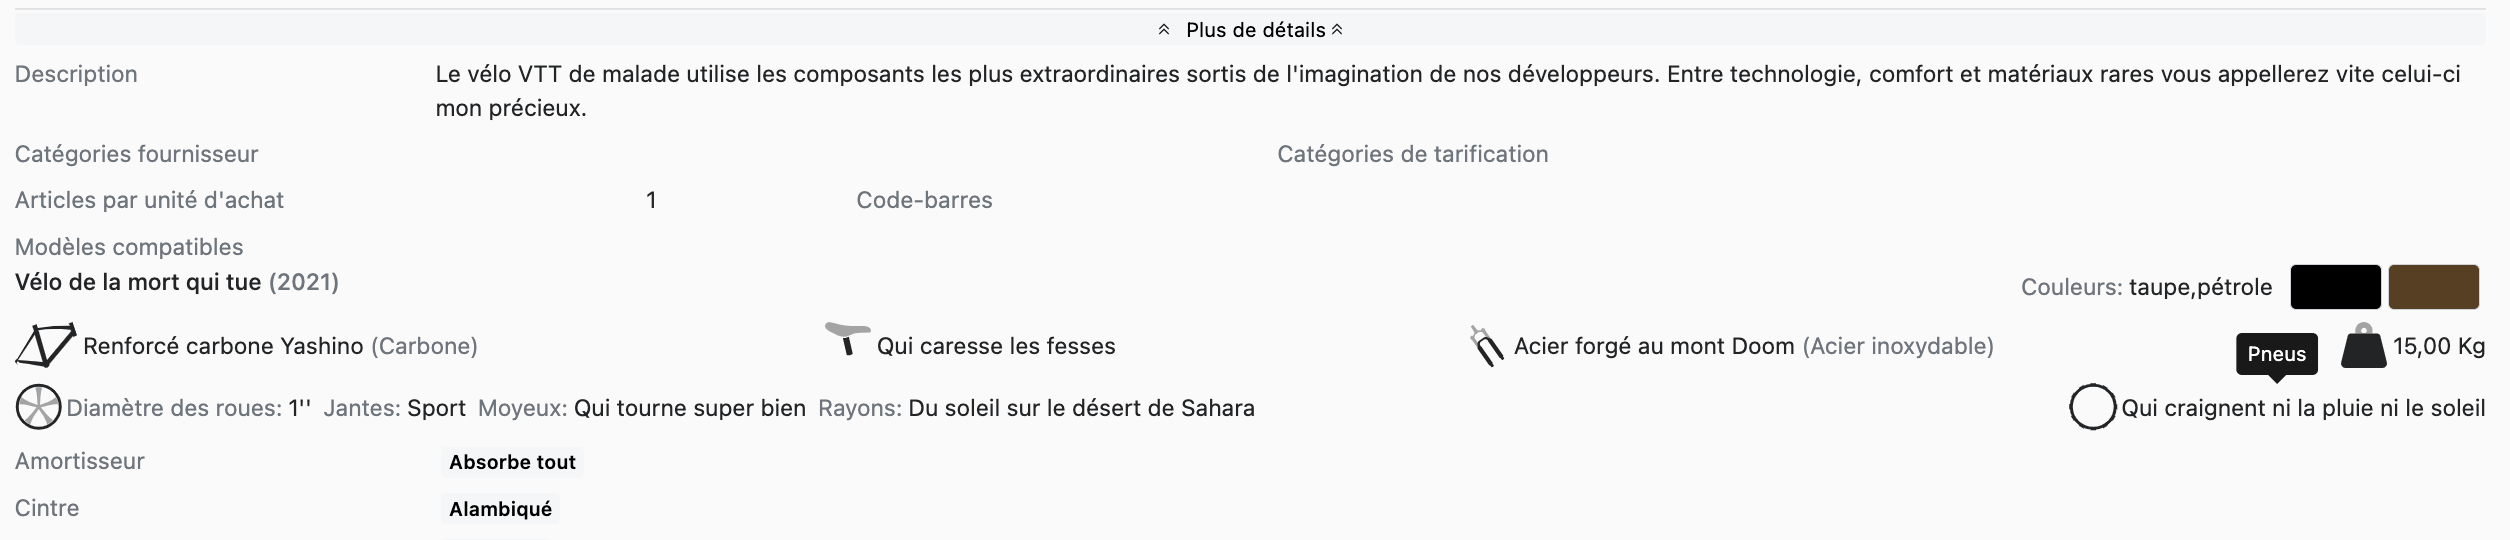 Plus de détails
Description
Le vélo VTT de malade utilise les composants les plus extraordinaires sortis de l'imagination de nos développeurs. Entre technologie, comfort et matériaux rares vous appellerez vite celui-ci
mon précieux.
Catégories fournisseur
Catégories de tarification
Articles par unité d'achat 1 Code-barres
Modèles compatibles
Vélo de la mort qui tue (2021)
Couleurs: taupe,pétrole
Renforcé carbone Yashino (Carbone)
Qui caresse les fesses
Acier forgé au mont Doom (Acier inoxydable)
15,00 Kg
Pneus
Diamètre des roues: 1'' Jantes: Sport Moyeux: Qui tourne super bien Rayons: Du soleil sur le désert de Sahara
Qui craignent ni la pluie ni le soleil
Amortisseur Absorbe tout
Cintre Alambiqué